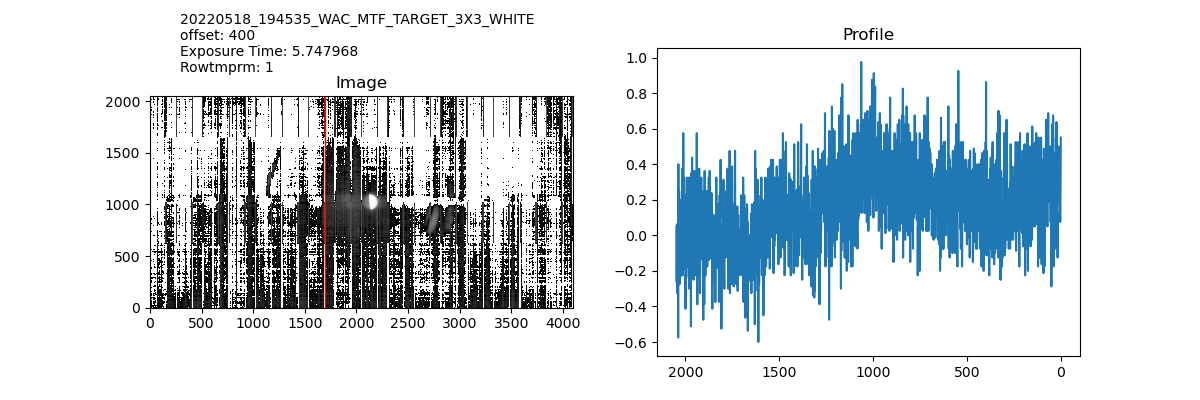 20220518_194535_WAC_MTF_TARGET_3X3_WHITE
offset: 400
Exposure Time: 5.747968
Rowtmprm: 1
Image
2000
1500
1000
500
0
0 500 1000 1500 2000 2500 3000 3500 4000
Profile
1.0
0.8
0.6
0.4
0.2
0.0
−0.2
−0.4
−0.6
2000 1500 1000 500 0